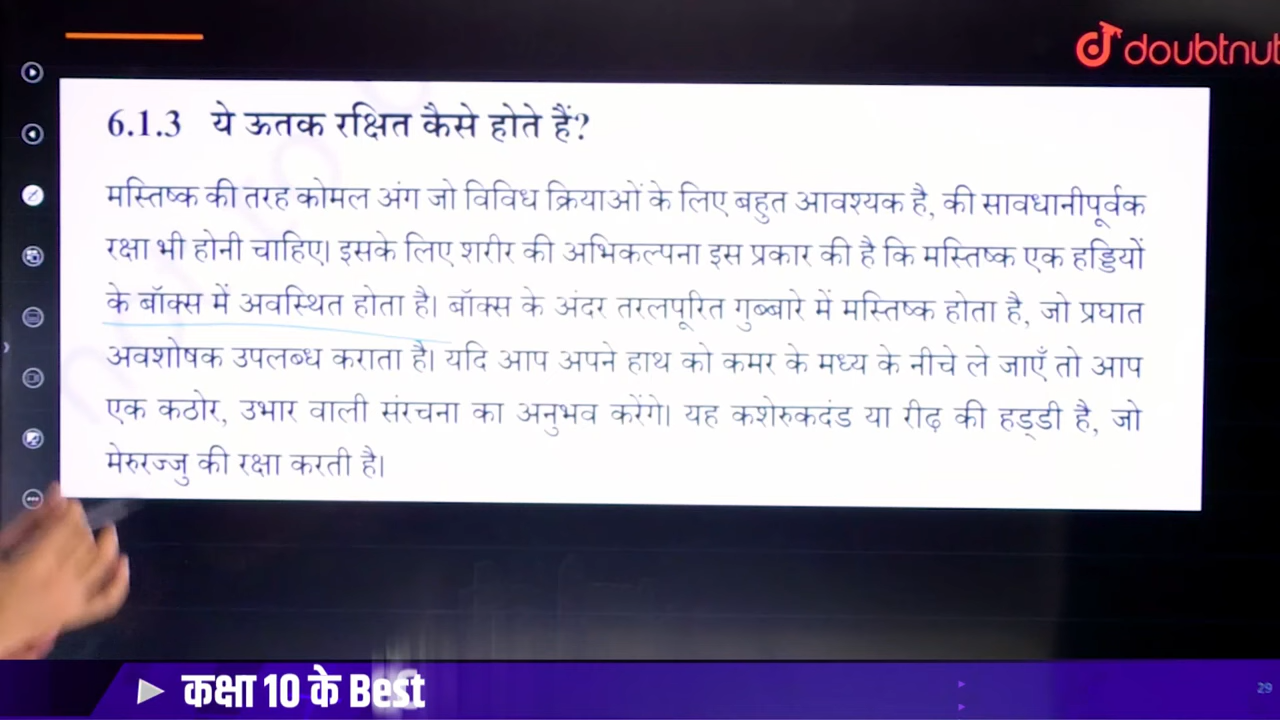 doubtnut
6.1.3 ये ऊतक रक्षित कैसे होते हैं?
मस्तिष्क की तरह कोमल अंग जो विविध क्रियाओं के लिए बहुत आवश्यक है, की सावधानीपूर्वक
रक्षा भी होनी चाहिए। इसके लिए शरीर की अभिकल्पना इस प्रकार की है कि मस्तिष्क एक हड्डियों
के बॉक्स में अवस्थित होता है। बॉक्स के अंदर तरलपूरित गुब्बारे में मस्तिष्क होता है, जो प्रघात
अवशोषक उपलब्ध कराता है। यदि आप अपने हाथ को कमर के मध्य के नीचे ले जाएँ तो आप
एक कठोर, उभार वाली संरचना का अनुभव करेंगे। यह कशेरुकदंड या रीढ़ की हड्डी है, जो
मेरुरज्जु की रक्षा करती है।
कक्षा 10 के Best
29